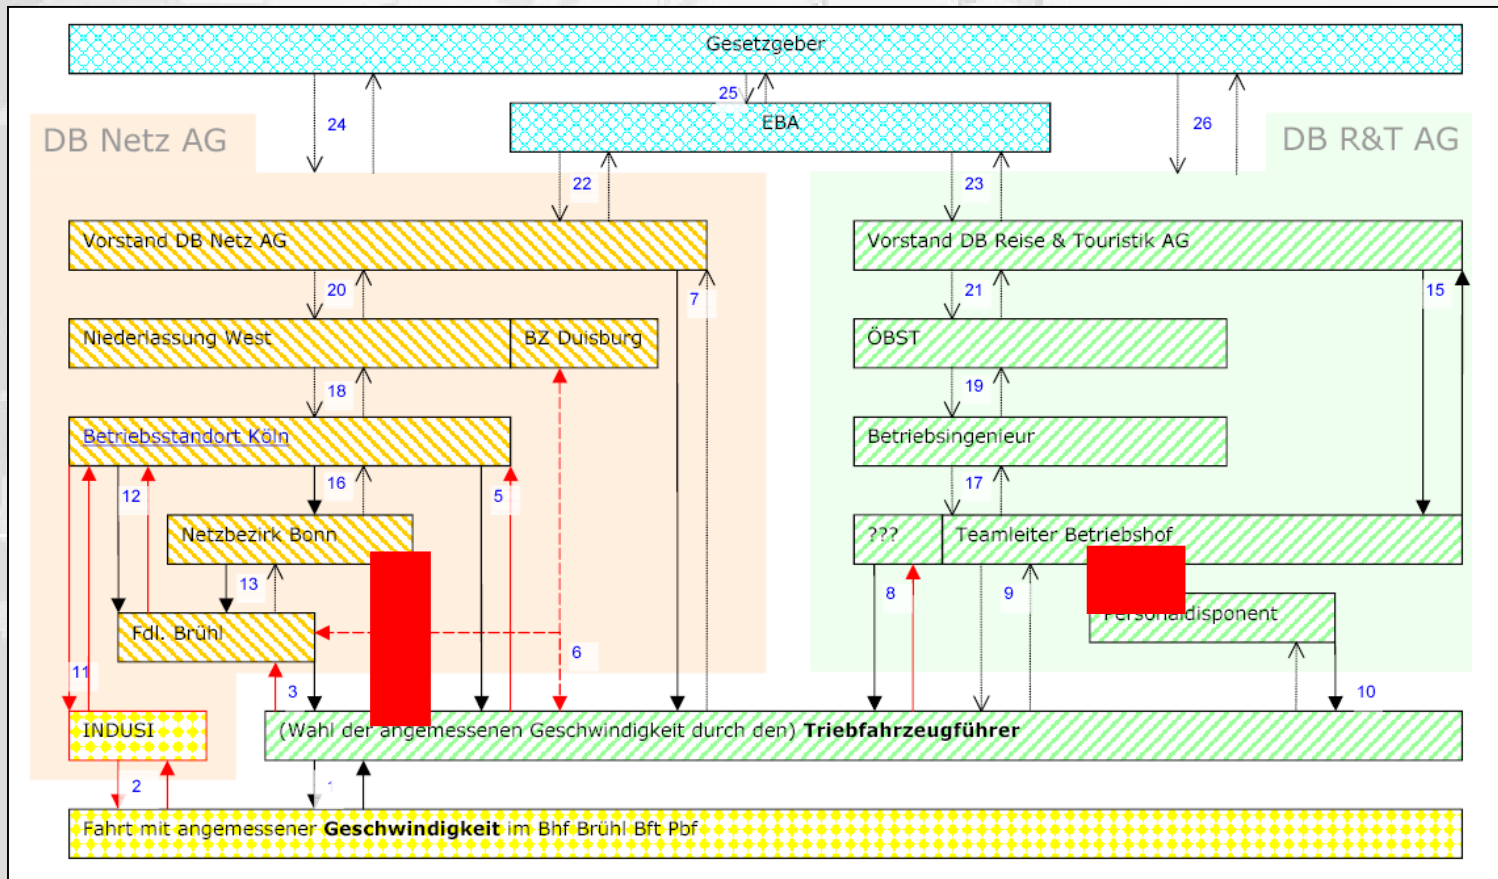 Gesetzgeber
25
EBA
24
26
DB Netz AG
DB R&T AG
22
23
Vorstand DB Netz AG
Vorstand DB Reise & Touristik AG
20
7
21
15
Niederlassung West
BZ Duisburg
ÖBST
18
19
Betriebsstandort Köln
Betriebsingenieur
12
16
5
17
Netzbezirk Bonn
???
Teamleiter Betriebshof
13
8
9
Personaldisponent
Fdl. Brühl
6
11
3
10
INDUSI
(Wahl der angemessenen Geschwindigkeit durch den) Triebfahrzeugführer
2
1
Fahrt mit angemessener Geschwindigkeit im Bhf Brühl Bft Pbf